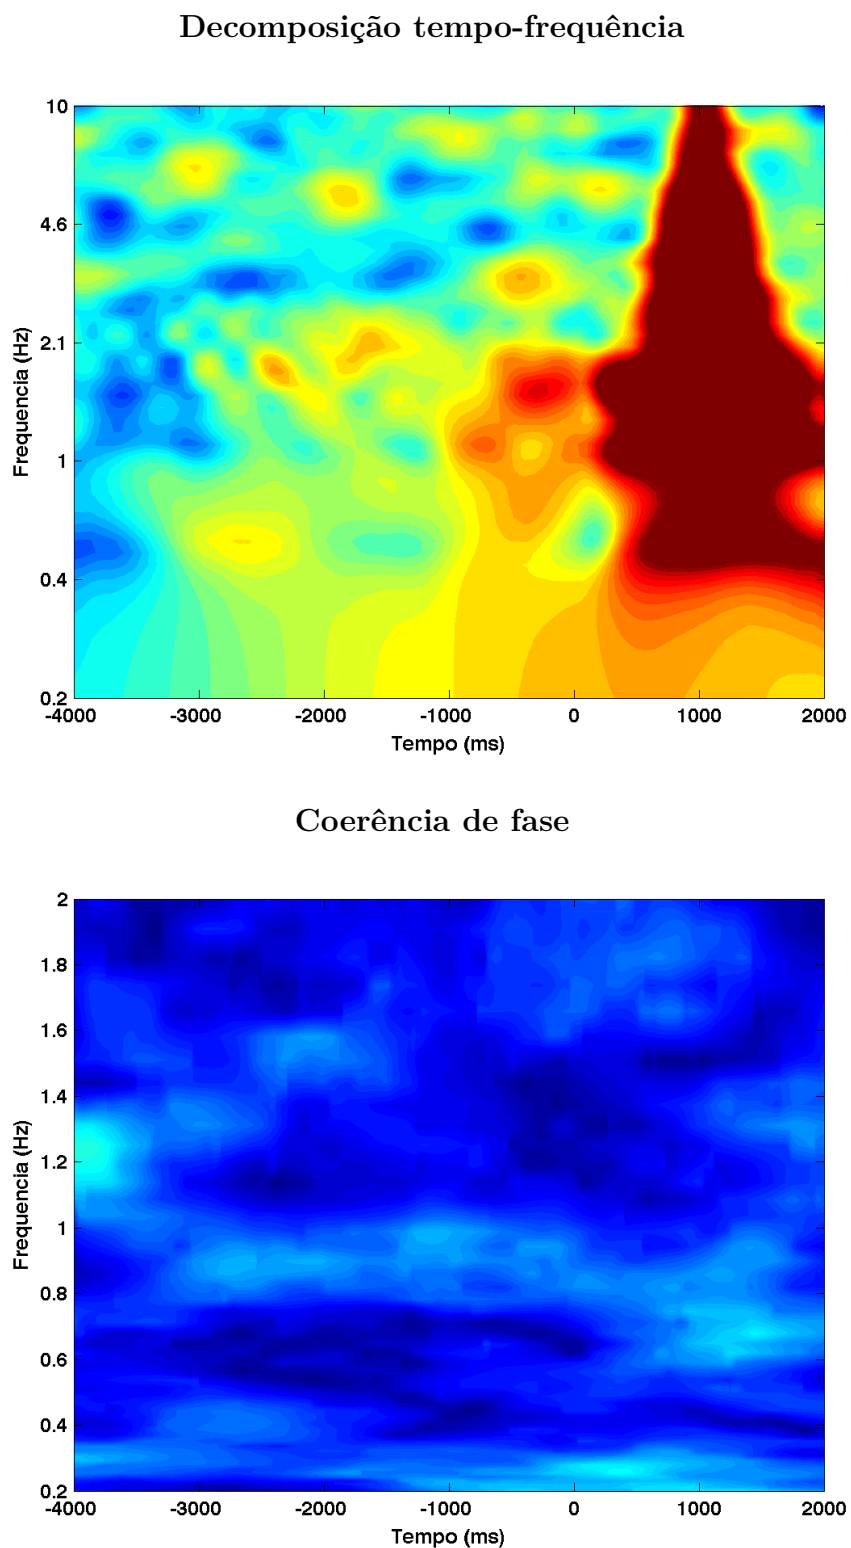 Decomposição tempo-frequência
10
4.6
2.1
1
0.4
0.2
Frequencia (Hz)
-4000 -3000 -2000 -1000 0 1000 2000
Tempo (ms)
Coerência de fase
2
1.8
1.6
1.4
1.2
1
0.8
0.6
0.4
0.2
Frequencia (Hz)
-4000 -3000 -2000 -1000 0 1000 2000
Tempo (ms)